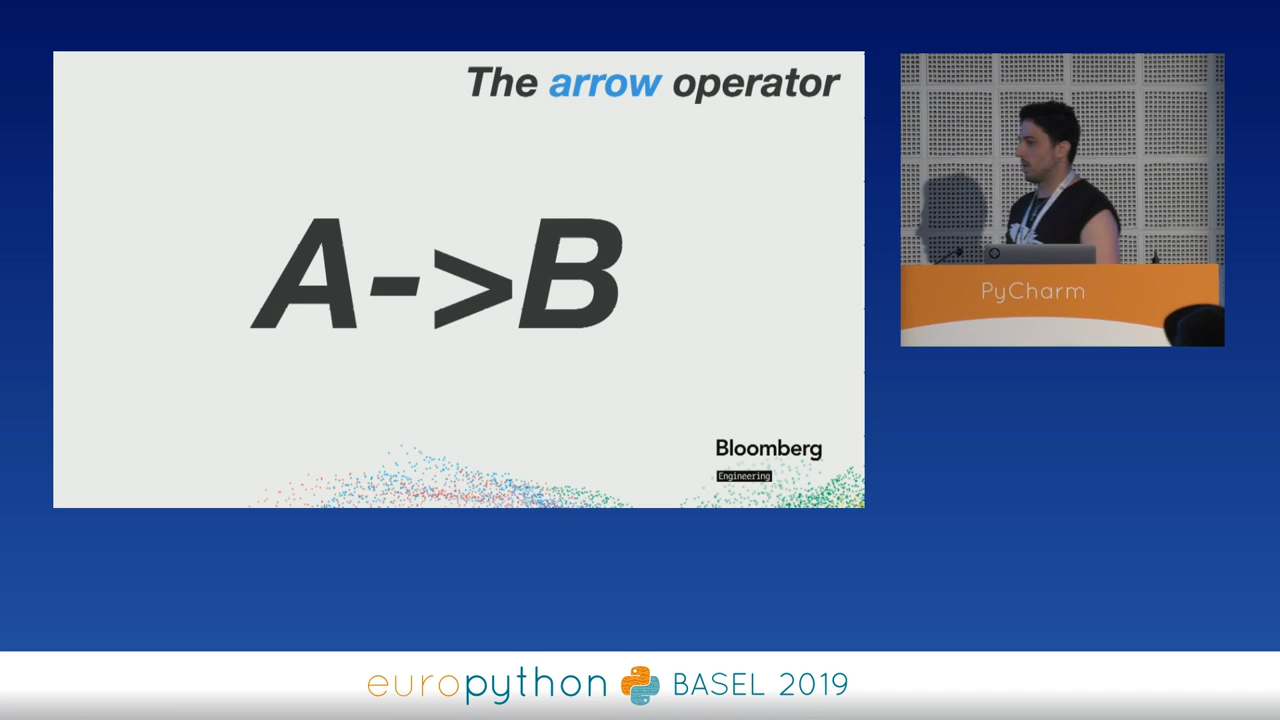 The arrow operator
A->B
Bloomberg
Engineering
PyCharm
europython BASEL 2019